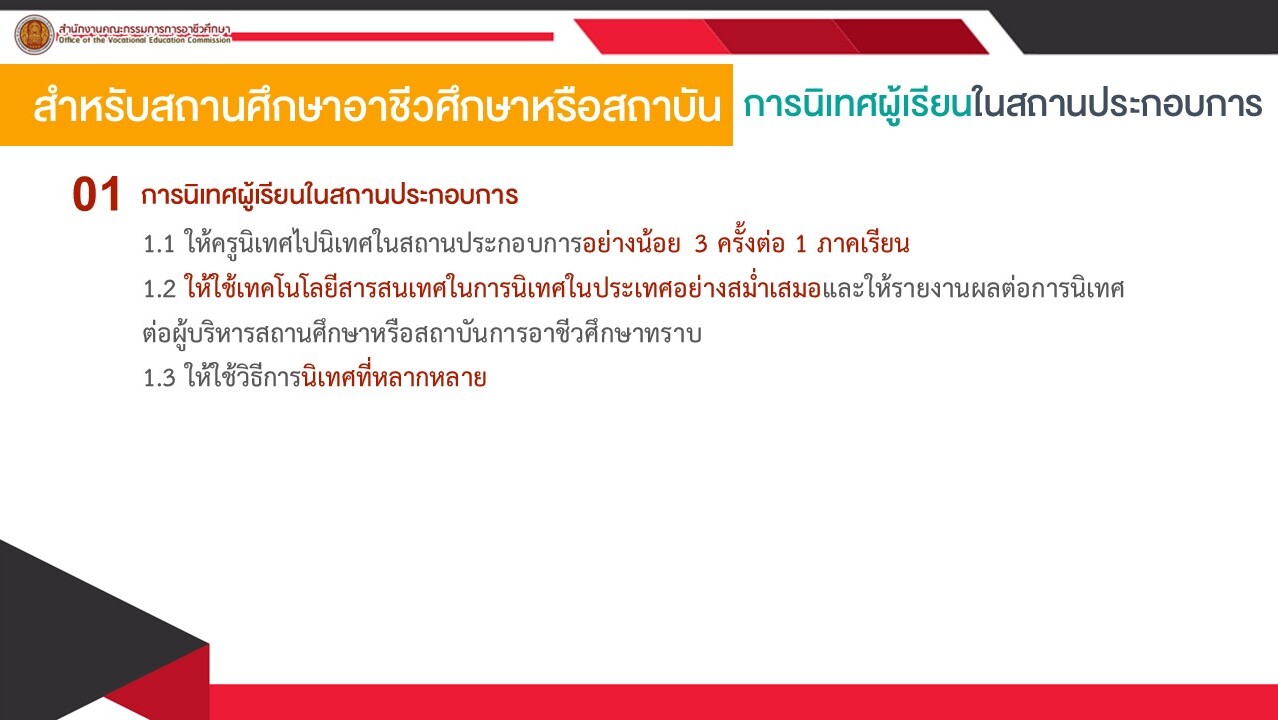 สำนักงานคณะกรรมการการอาชีวศึกษา
Office of the Vocational Education Commission
สำหรับสถานศึกษาอาชีวศึกษาหรือสถาบัน การนิเทศผู้เรียนในสถานประกอบการ
01 การนิเทศผู้เรียนในสถานประกอบการ
1.1 ให้ครูนิเทศไปนิเทศในสถานประกอบการอย่างน้อย 3 ครั้งต่อ 1 ภาคเรียน
1.2 ให้ใช้เทคโนโลยีสารสนเทศในการนิเทศในประเทศอย่างสม่ำเสมอและให้รายงานผลต่อการนิเทศ
ต่อผู้บริหารสถานศึกษาหรือสถาบันการอาชีวศึกษาทราบ
1.3 ให้ใช้วิธีการนิเทศที่หลากหลาย